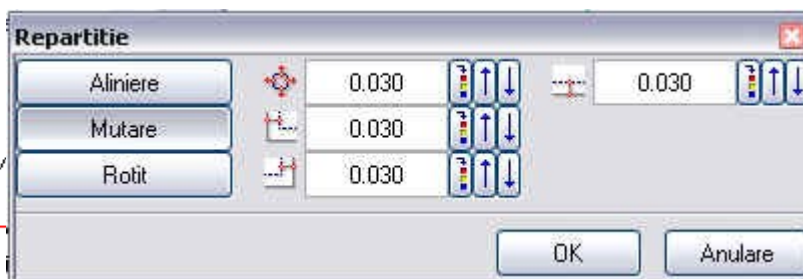 Repartitie
Aliniere 0.030 0.030
Mutare 0.030
Rotit 0.030
OK Anulare